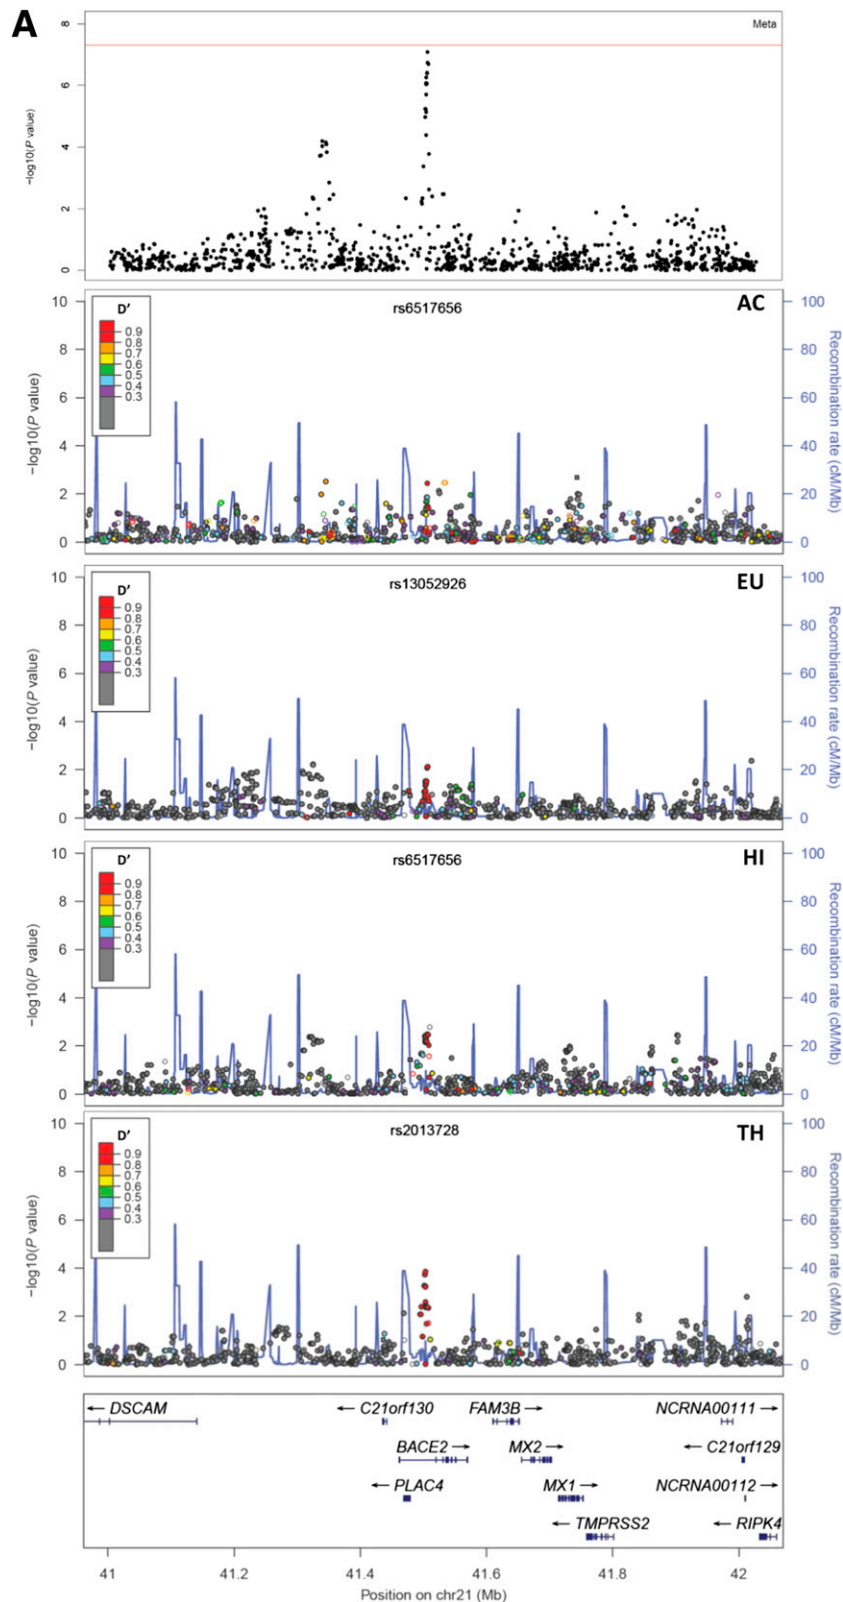 A
Meta
8
6
4
2
0
−log10(P value)
rs6517656
AC
D'
0.9
0.8
0.7
0.6
0.5
0.4
0.3
10
8
6
4
2
0
−log10(P value)
100
80
60
40
20
0
Recombination rate (cM/Mb)
rs13052926
EU
D'
0.9
0.8
0.7
0.6
0.5
0.4
0.3
10
8
6
4
2
0
−log10(P value)
100
80
60
40
20
0
Recombination rate (cM/Mb)
rs6517656
HI
D'
0.9
0.8
0.7
0.6
0.5
0.4
0.3
10
8
6
4
2
0
−log10(P value)
100
80
60
40
20
0
Recombination rate (cM/Mb)
rs2013728
TH
D'
0.9
0.8
0.7
0.6
0.5
0.4
0.3
10
8
6
4
2
0
−log10(P value)
100
80
60
40
20
0
Recombination rate (cM/Mb)
← DSCAM ← C21orf130 FAM3B → NCRNA00111 →
BACE2 → MX2 → ← C21orf129
← PLAC4 MX1 → NCRNA00112 →
← TMPRSS2 ← RIPK4
41 41.2 41.4 41.6 41.8 42
Position on chr21 (Mb)